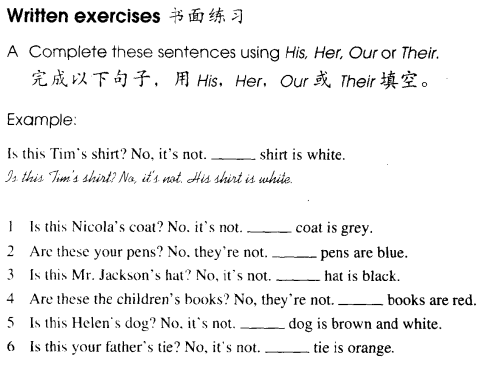 Written exercises 书面练习
A Complete these sentences using His, Her, Our or Their.
完成以下句子，用 His, Her, Our 或 Their 填空。
Example:
Is this Tim's shirt? No, it's not. _____ shirt is white.
Is this Tim's shirt? No, it's not. His shirt is white.
1 Is this Nicola's coat? No, it's not. _____ coat is grey.
2 Are these your pens? No, they're not. _____ pens are blue.
3 Is this Mr. Jackson's hat? No, it's not. _____ hat is black.
4 Are these the children's books? No, they're not. _____ books are red.
5 Is this Helen's dog? No, it's not. _____ dog is brown and white.
6 Is this your father's tie? No, it's not. _____ tie is orange.